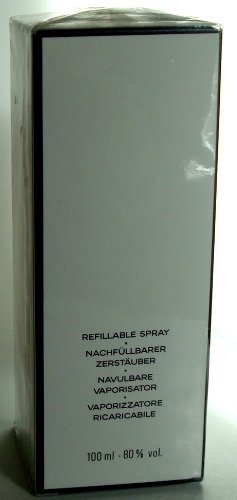 REFILLABLE SPRAY
•
NACHFÜLLBARER
ZERSTÄUBER
•
NAVULBARE
VAPORISATOR
•
VAPORIZZATORE
RICARICABILE
100 ml - 80% vol.